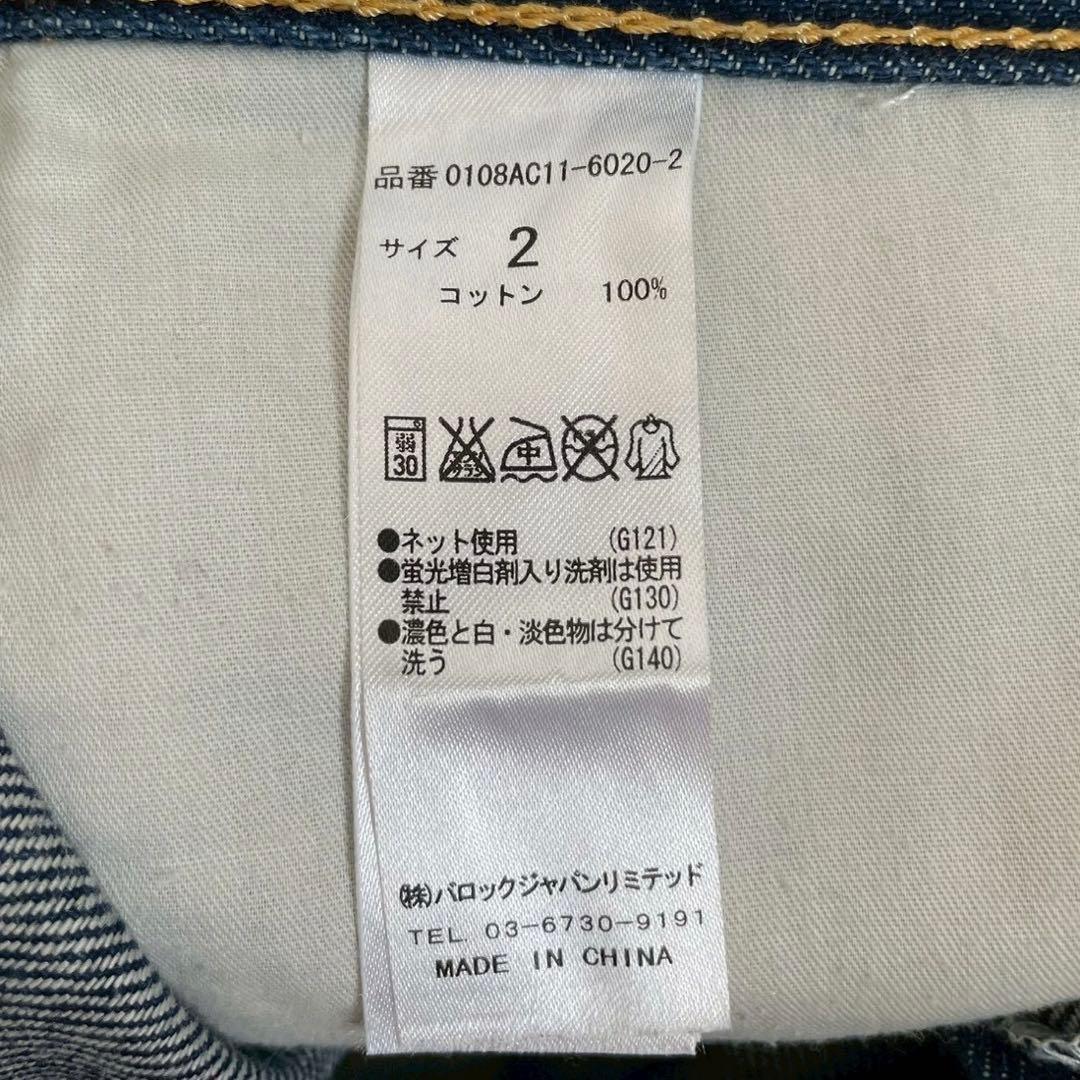 品番 0108AC11-6020-2
サイズ 2
コットン 100%
弱
30
中
●ネット使用 (G121)
●蛍光増白剤入り洗剤は使用
禁止 (G130)
●濃色と白・淡色物は分けて
洗う (G140)
(株)バロックジャパンリミテッド
TEL. 03-6730-9191
MADE IN CHINA